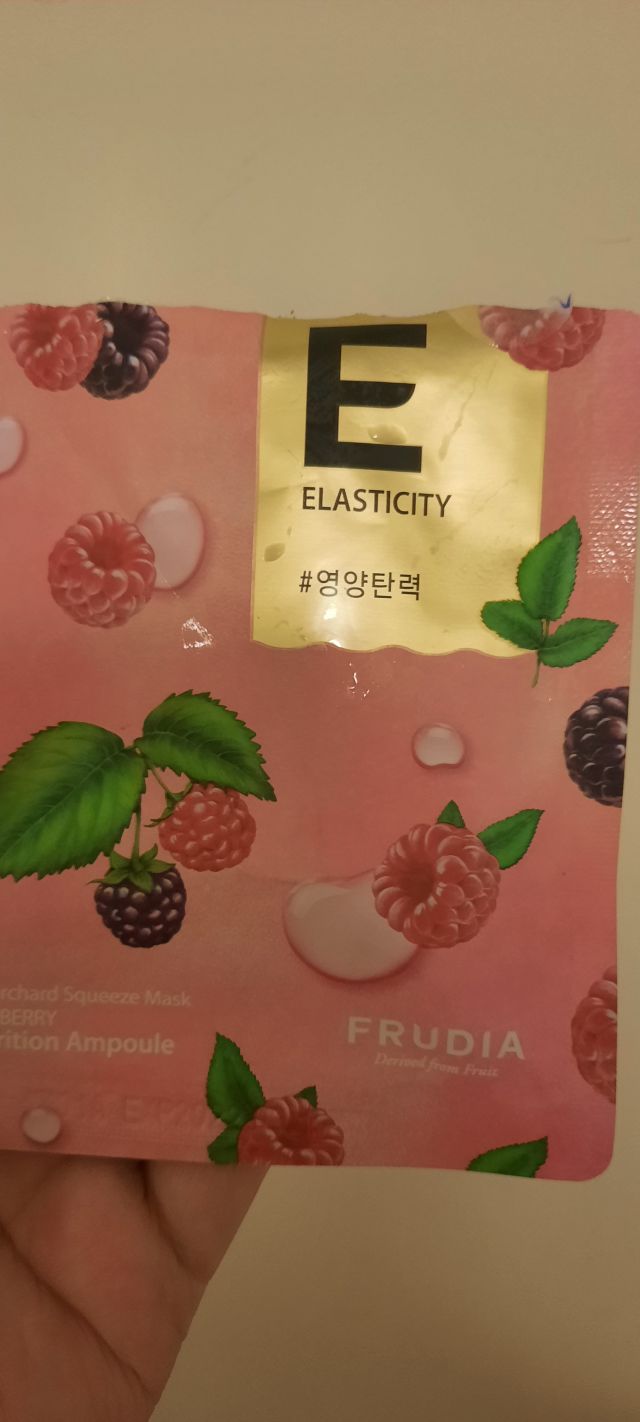 E
ELASTICITY
#영양탄력
rchard Squeeze Mask
BERRY
rition Ampoule
FRUDIA
Derived from Fruit